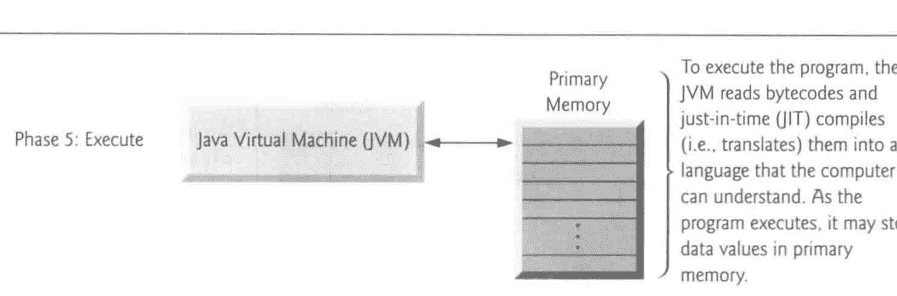 Phase 5: Execute
Java Virtual Machine (JVM)
Primary
Memory
To execute the program, the
JVM reads bytecodes and
just-in-time (JIT) compiles
(i.e., translates) them into a
language that the computer
can understand. As the
program executes, it may
data values in primary
memory.